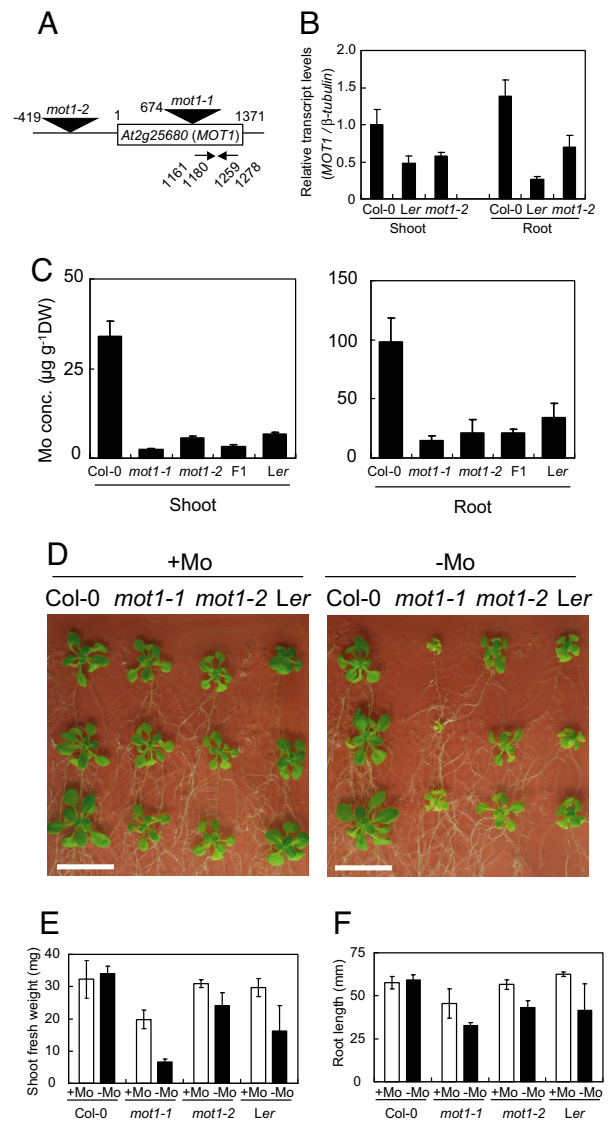 A
-419 mot1-2 1 674 mot1-1 1371
At2g25680 (MOT1)
1161 1180 1259 1278
B
Relative transcript levels
(MOT1 / β-tubulin)
2.0
1.5
1.0
0.5
0
Col-0 Ler mot1-2 Col-0 Ler mot1-2
Shoot Root
C
Mo conc. (µg g-1DW)
50
25
0
Col-0 mot1-1 mot1-2 F1 Ler
Shoot
150
100
50
0
Col-0 mot1-1 mot1-2 F1 Ler
Root
D
+Mo -Mo
Col-0 mot1-1 mot1-2 Ler Col-0 mot1-1 mot1-2 Ler
E
Shoot fresh weight (mg)
40
30
20
10
0
+Mo -Mo +Mo -Mo +Mo -Mo +Mo -Mo
Col-0 mot1-1 mot1-2 Ler
F
Root length (mm)
75
50
25
0
+Mo -Mo +Mo -Mo +Mo -Mo +Mo -Mo
Col-0 mot1-1 mot1-2 Ler